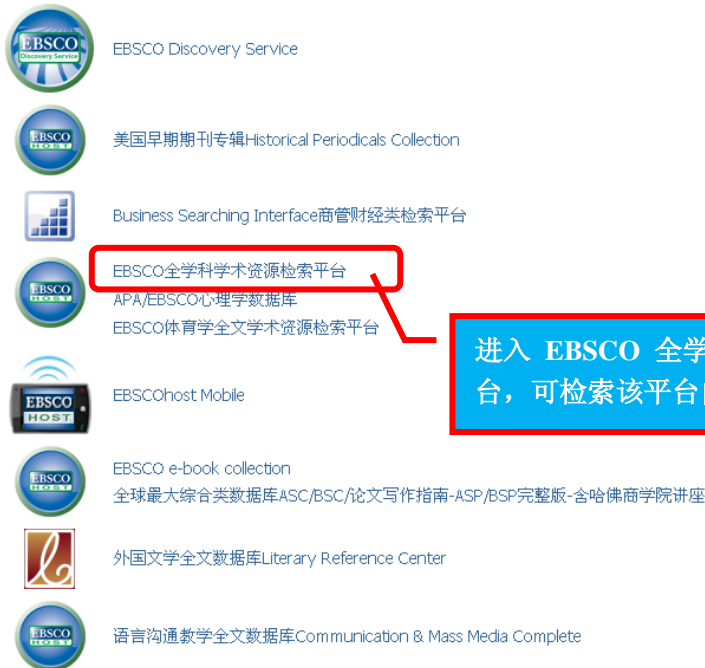 EBSCO
Discovery Service
EBSCO Discovery Service
EBSCO
HOST
美国早期期刊专辑Historical Periodicals Collection
Business Searching Interface商管财经类检索平台
EBSCO全学科学术资源检索平台
EBSCO
HOST
APA/EBSCO心理学数据库
EBSCO体育学全文学术资源检索平台
进入 EBSCO 全学
台，可检索该平台
EBSCO
HOST
EBSCOhost Mobile
EBSCO
HOST
EBSCO e-book collection
全球最大综合类数据库ASC/BSC/论文写作指南-ASP/BSP完整版-含哈佛商学院讲座
外国文学全文数据库Literary Reference Center
EBSCO
HOST
语言沟通教学全文数据库Communication & Mass Media Complete